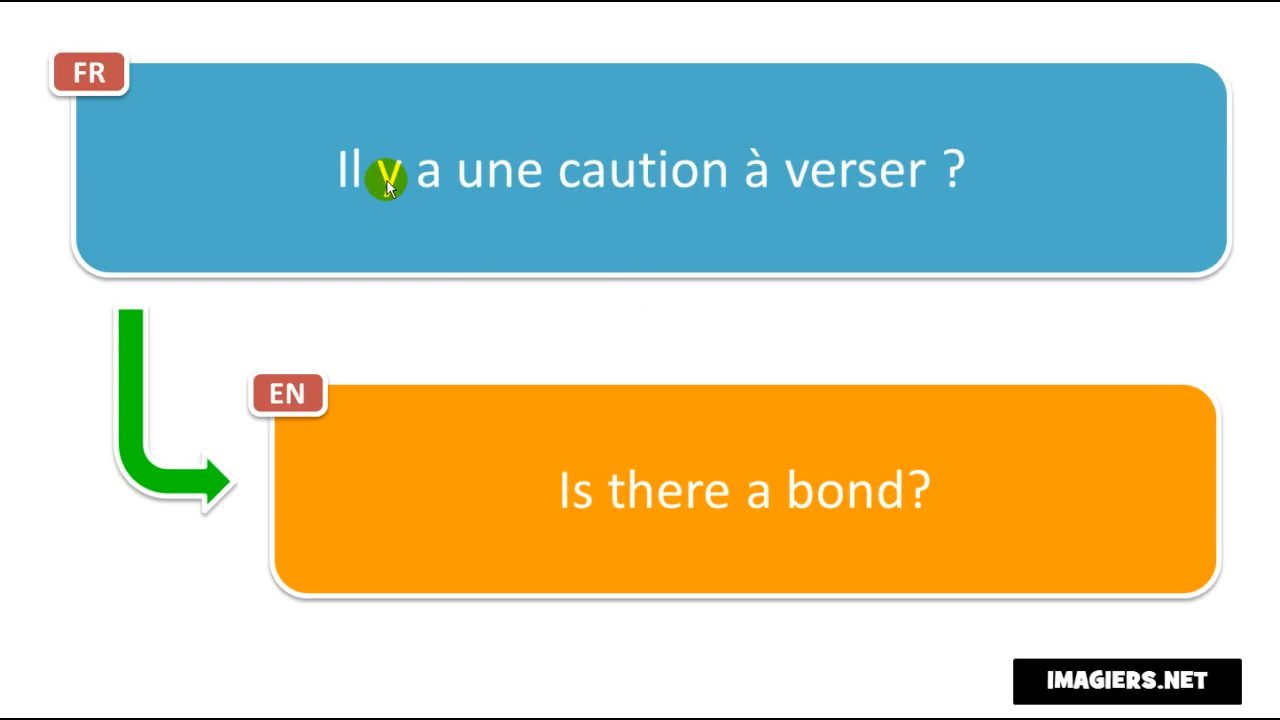 FR
Il y a une caution à verser ?
EN
Is there a bond?
IMAGIERS.NET